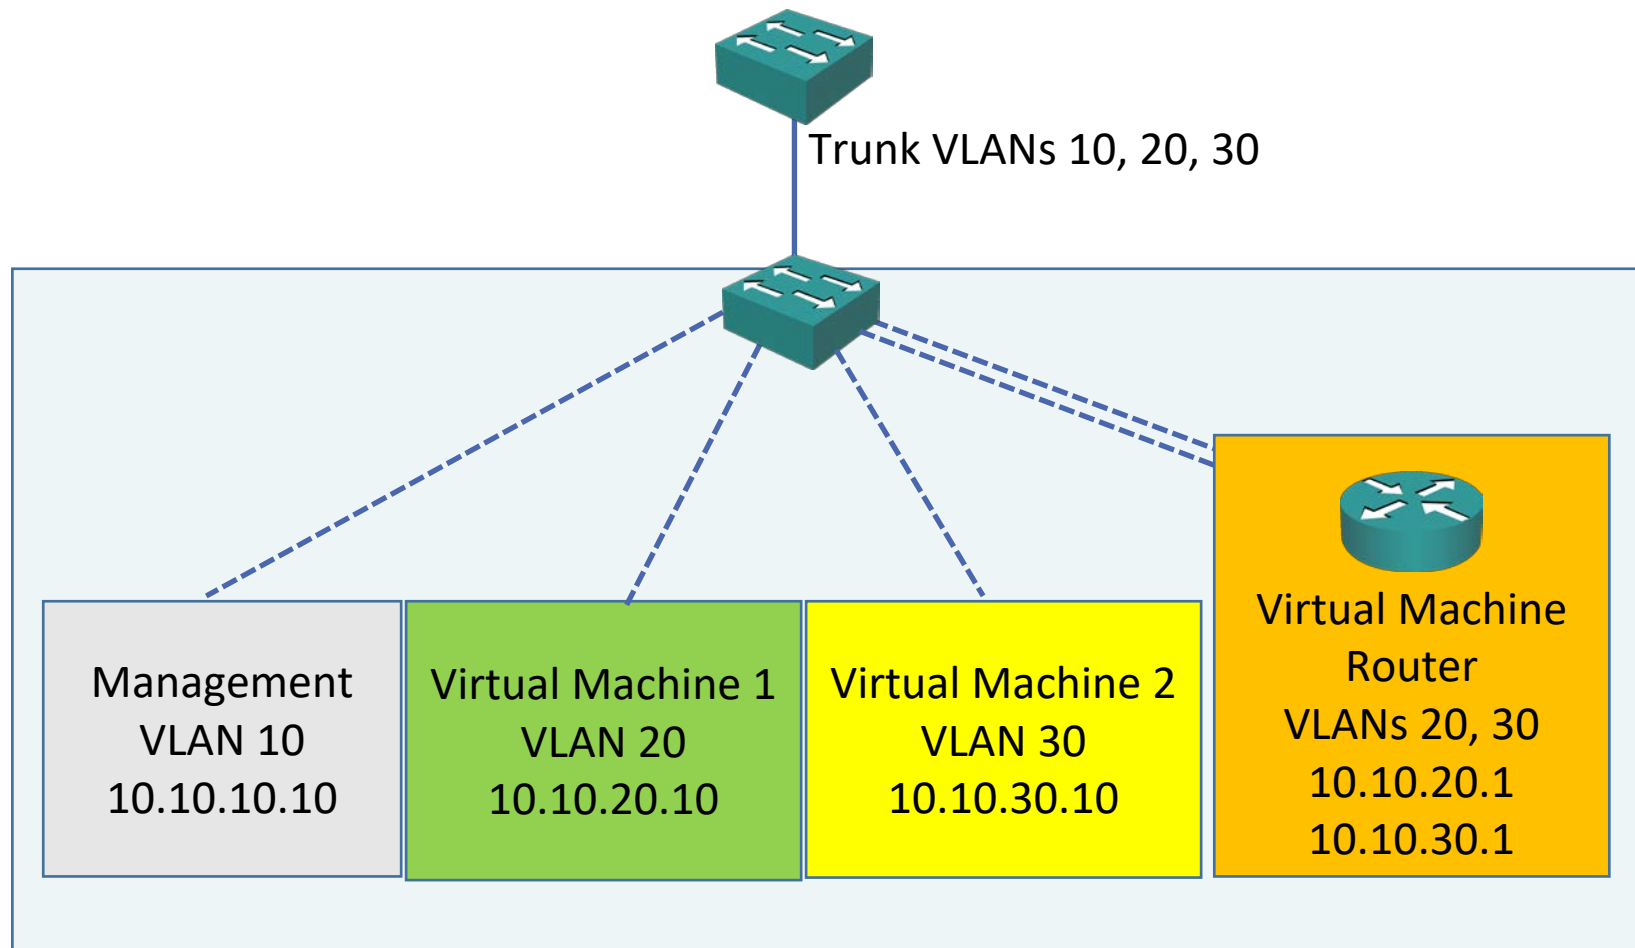 Trunk VLANs 10, 20, 30
Management
VLAN 10
10.10.10.10
Virtual Machine 1
VLAN 20
10.10.20.10
Virtual Machine 2
VLAN 30
10.10.30.10
Virtual Machine
Router
VLANs 20, 30
10.10.20.1
10.10.30.1